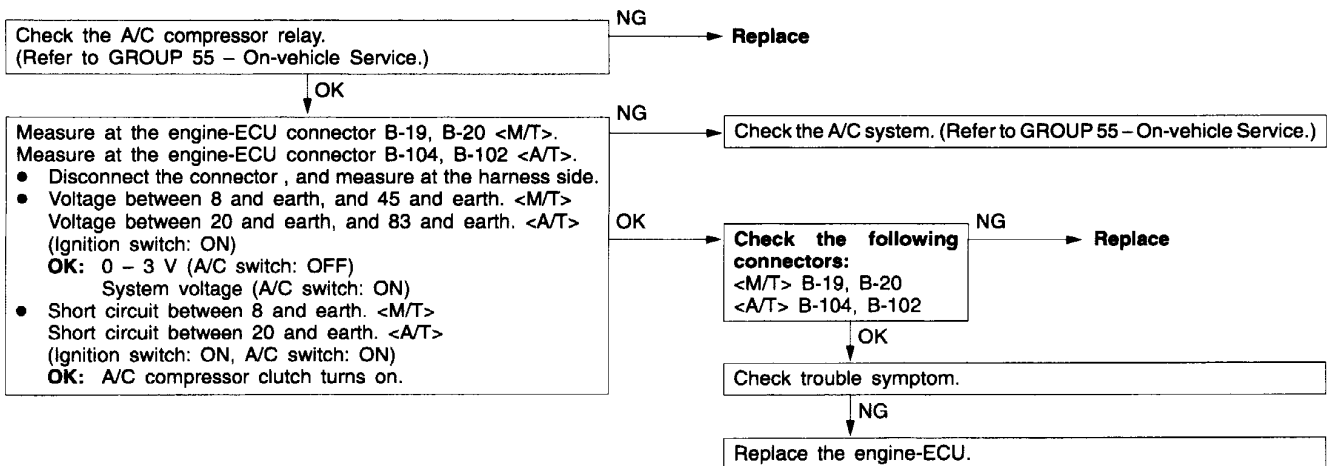 Check the A/C compressor relay.
(Refer to GROUP 55 – On-vehicle Service.)
NG
Replace
OK
Measure at the engine-ECU connector B-19, B-20 <M/T>.
Measure at the engine-ECU connector B-104, B-102 <A/T>.
● Disconnect the connector , and measure at the harness side.
● Voltage between 8 and earth, and 45 and earth. <M/T>
Voltage between 20 and earth, and 83 and earth. <A/T>
(Ignition switch: ON)
OK: 0 – 3 V (A/C switch: OFF)
System voltage (A/C switch: ON)
● Short circuit between 8 and earth. <M/T>
Short circuit between 20 and earth. <A/T>
(Ignition switch: ON, A/C switch: ON)
OK: A/C compressor clutch turns on.
NG
Check the A/C system. (Refer to GROUP 55 – On-vehicle Service.)
OK
Check the following
connectors:
<M/T> B-19, B-20
<A/T> B-104, B-102
NG
Replace
OK
Check trouble symptom.
NG
Replace the engine-ECU.